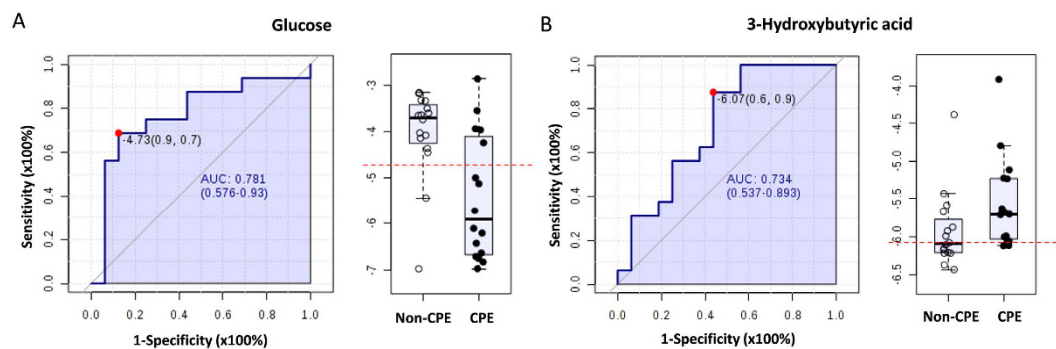 A
Glucose
Sensitivity (x100%)
1.0
0.8
0.6
0.4
0.2
0.0
-4.73(0.9, 0.7)
AUC: 0.781
(0.576-0.93)
0.0 0.2 0.4 0.6 0.8 1.0
1-Specificity (x100%)
-3
-4
-5
-6
-7
Non-CPE CPE
B
3-Hydroxybutyric acid
Sensitivity (x100%)
1.0
0.8
0.6
0.4
0.2
0.0
-6.07(0.6, 0.9)
AUC: 0.734
(0.537-0.893)
0.0 0.2 0.4 0.6 0.8 1.0
1-Specificity (x100%)
-4.0
-4.5
-5.0
-5.5
-6.0
-6.5
Non-CPE CPE